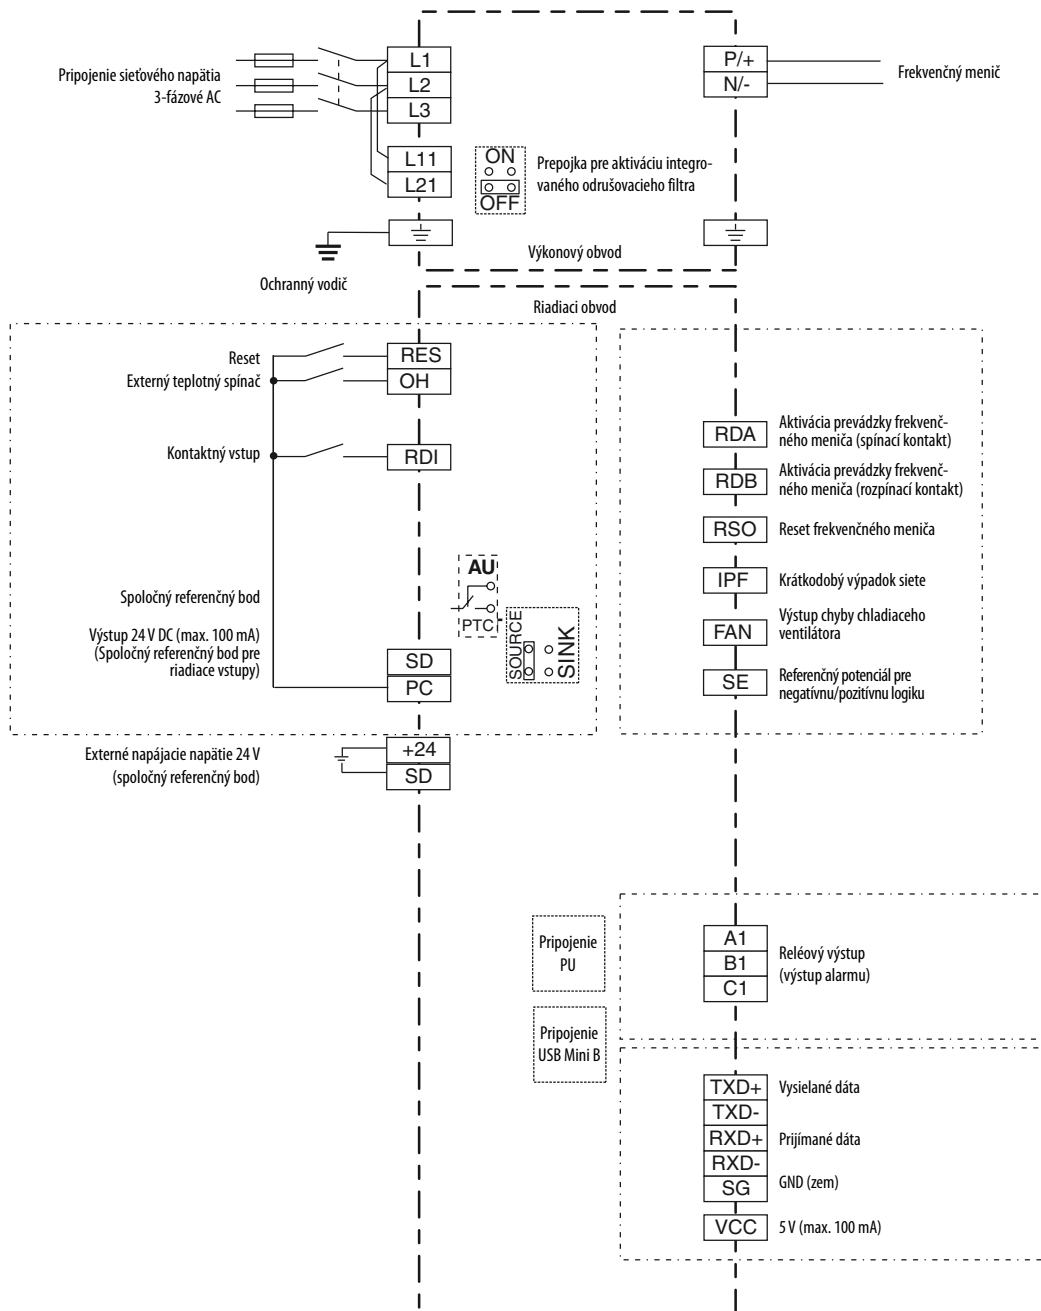 Pripojenie sieťového napätia
3-fázové AC
L1
L2
L3
L11
L21
ON
OFF
Prepojka pre aktiváciu integro-
vaného odrušovacieho filtra
P/+
N/-
Frekvenčný menič
Ochranný vodič
Výkonový obvod
Riadiaci obvod
Reset
RES
Externý teplotný spínač
OH
Kontaktný vstup
RDI
AU
PTC
SOURCE
SINK
Spoločný referenčný bod
Výstup 24 V DC (max. 100 mA)
(Spoločný referenčný bod pre
riadiace vstupy)
SD
PC
Externé napájacie napätie 24 V
(spoločný referenčný bod)
+24
SD
RDA
Aktivácia prevádzky frekvenč-
ného meniča (spínací kontakt)
RDB
Aktivácia prevádzky frekvenč-
ného meniča (rozpínací kontakt)
RSO
Reset frekvenčného meniča
IPF
Krátkodobý výpadok siete
FAN
Výstup chyby chladiaceho
ventilátora
SE
Referenčný potenciál pre
negatívnu/pozitívnu logiku
Pripojenie
PU
Pripojenie
USB Mini B
A1
B1
C1
Reléový výstup
(výstup alarmu)
TXD+
Vysielané dáta
TXD-
RXD+
Prijímané dáta
RXD-
SG
GND (zem)
VCC
5 V (max. 100 mA)